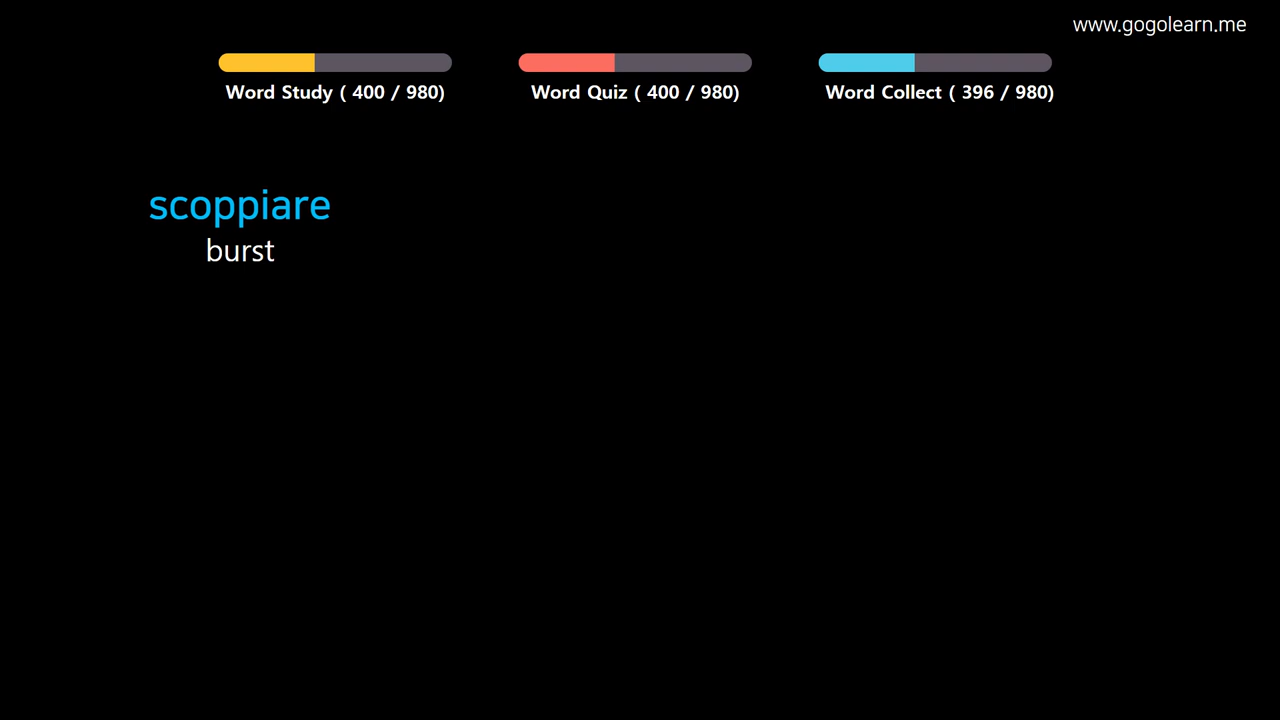 www.gogolearn.me
Word Study ( 400 / 980)
Word Quiz ( 400 / 980)
Word Collect ( 396 / 980)
scoppiare
burst